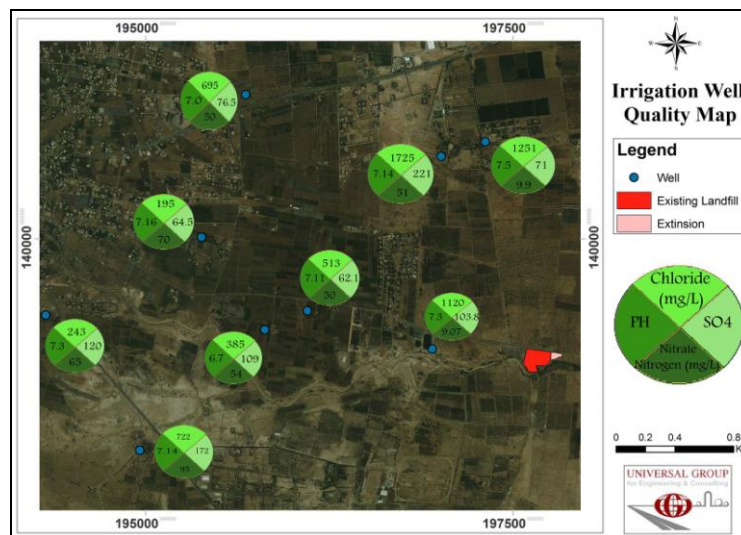 195000
197500
140000
140000
195000
197500
695
7.0
76.5
50
1725
7.14
221
51
1251
7.5
71
9.9
195
7.16
64.5
70
513
7.11
62.1
50
1120
7.3
103.8
9.07
243
7.3
120
65
385
6.7
109
54
722
7.14
172
95
N
Irrigation Well
Quality Map
Legend
Well
Existing Landfill
Extinsion
Chloride
(mg/L)
PH
SO4
Nitrate
Nitrogen (mg/L)
0 0.2 0.4 0.8
K
UNIVERSAL GROUP
for Engineering & Consulting